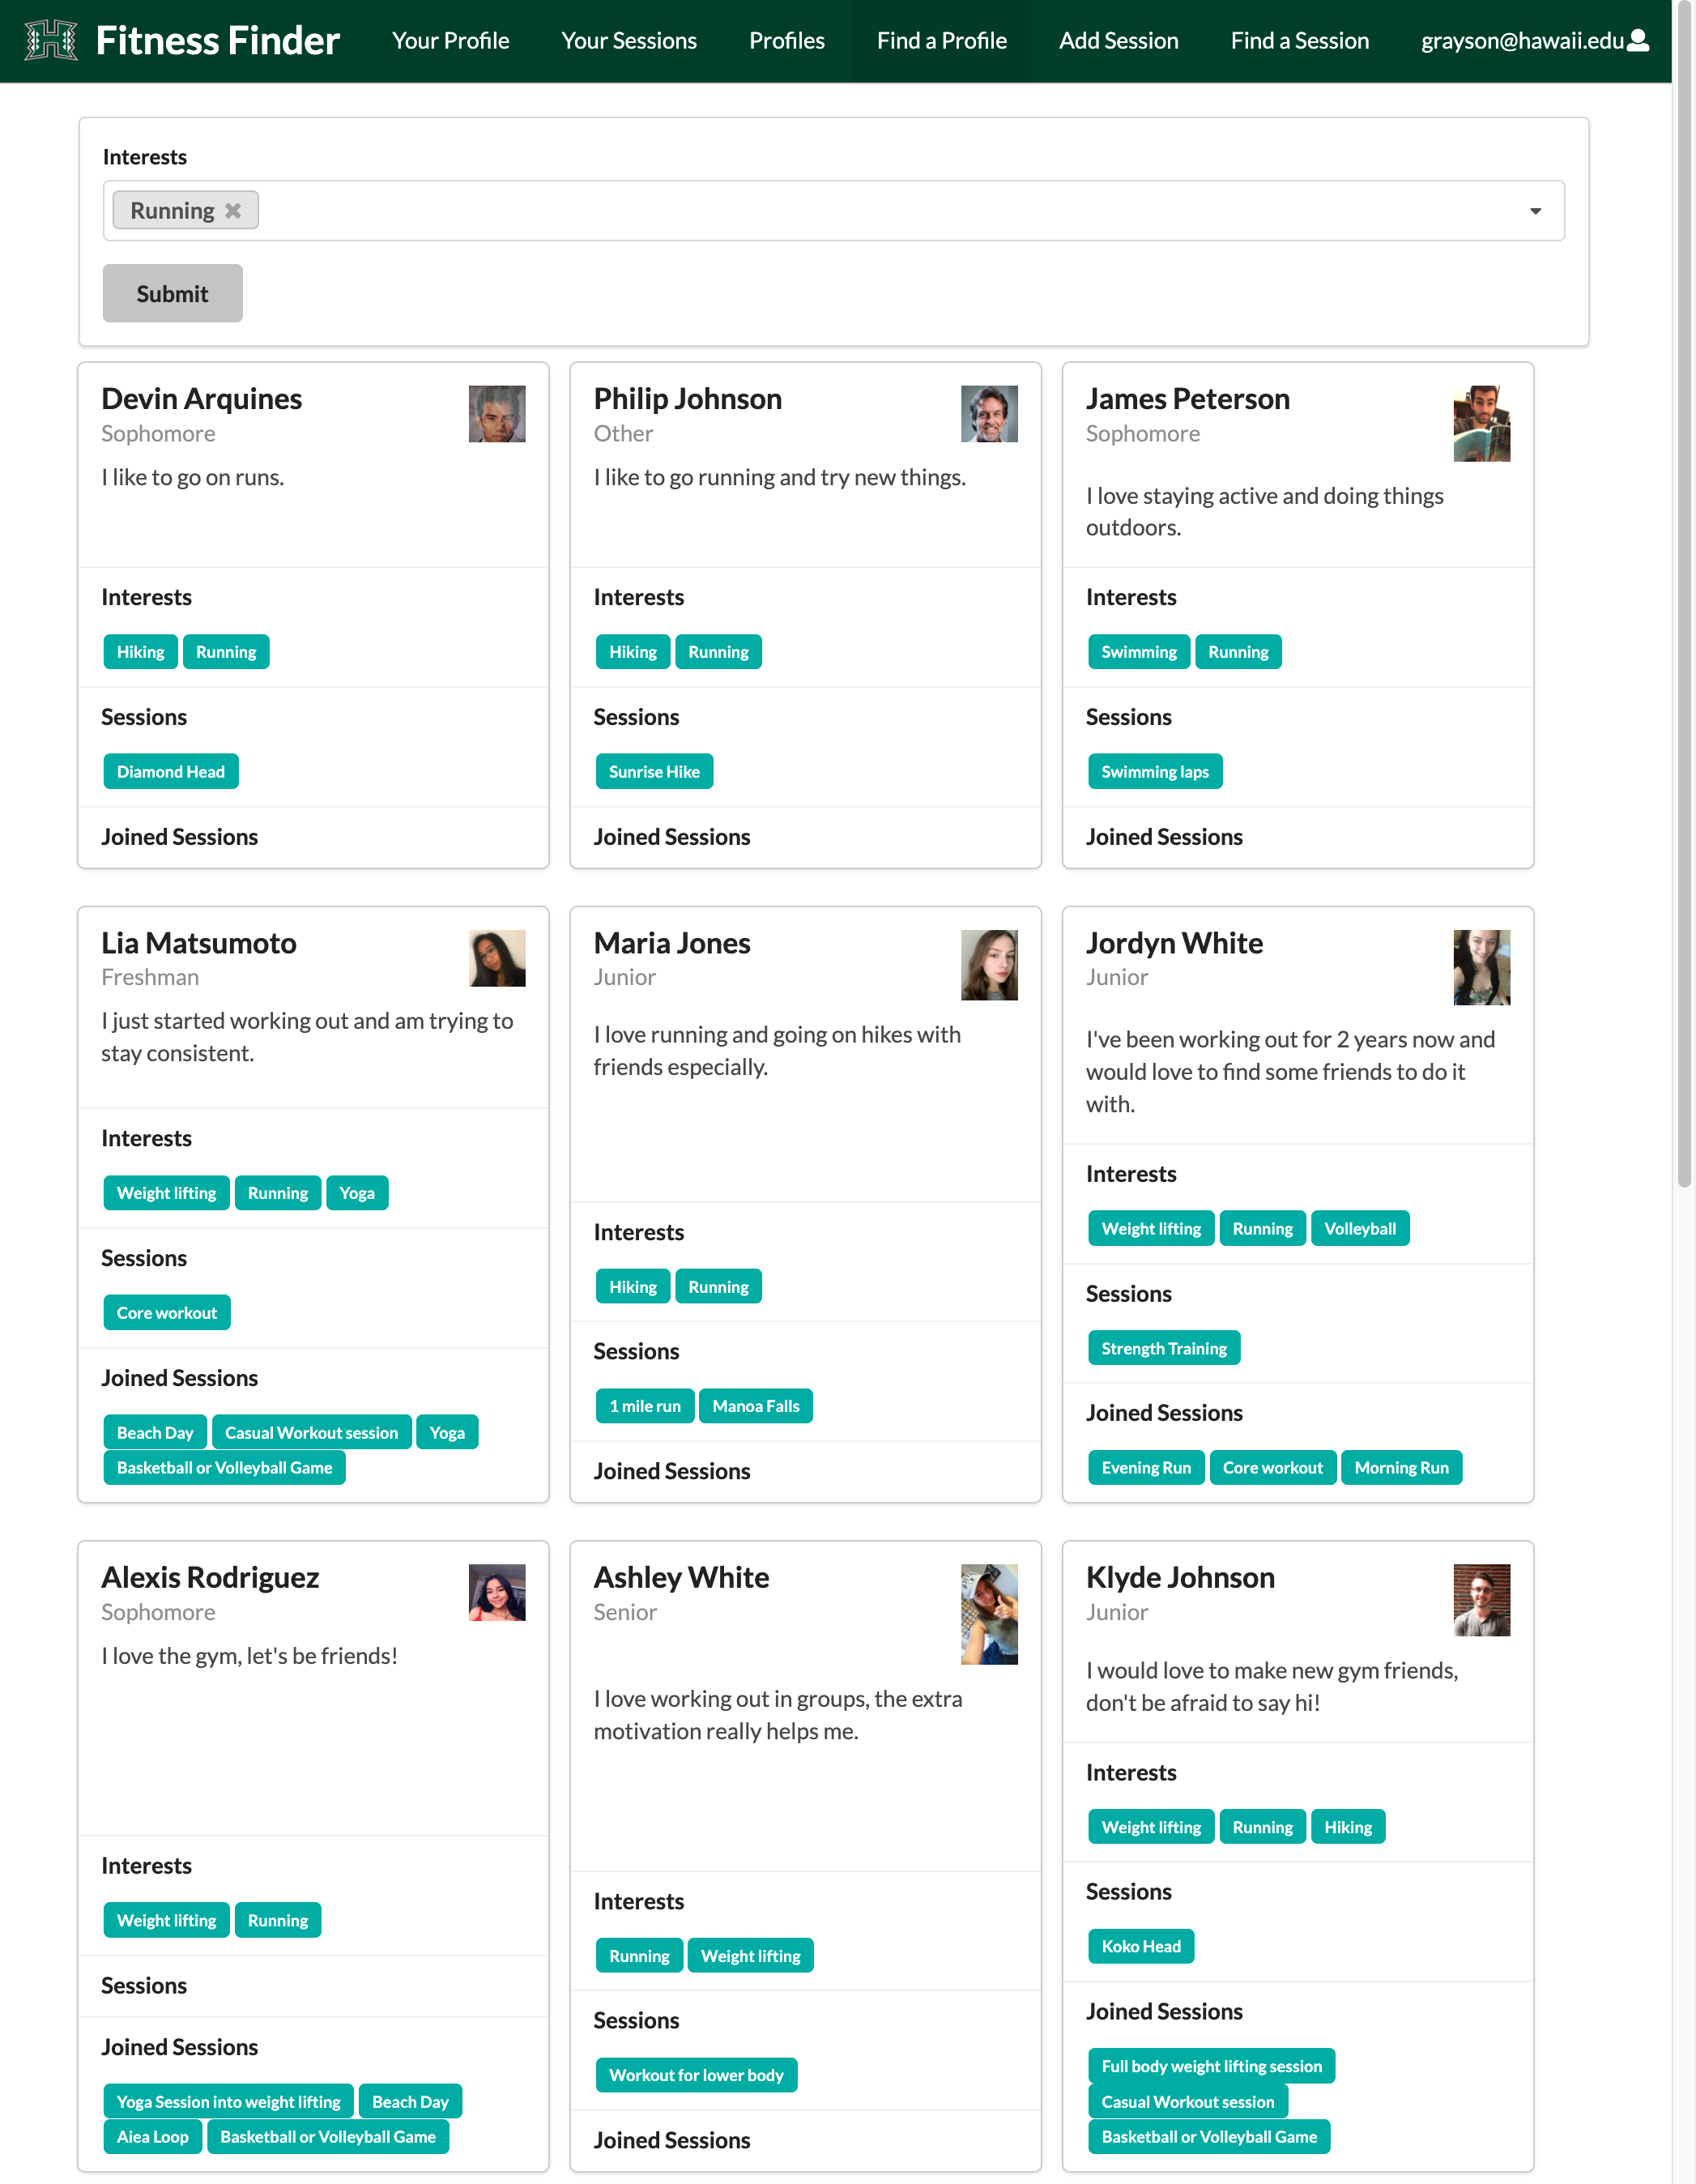 Fitness Finder Your Profile Your Sessions Profiles Find a Profile Add Session Find a Session grayson@hawaii.edu
Interests
Running
Submit
Devin Arquines
Sophomore
I like to go on runs.
Interests
Hiking Running
Sessions
Diamond Head
Joined Sessions
Philip Johnson
Other
I like to go running and try new things.
Interests
Hiking Running
Sessions
Sunrise Hike
Joined Sessions
James Peterson
Sophomore
I love staying active and doing things
outdoors.
Interests
Swimming Running
Sessions
Swimming laps
Joined Sessions
Lia Matsumoto
Freshman
I just started working out and am trying to
stay consistent.
Interests
Weight lifting Running Yoga
Sessions
Core workout
Joined Sessions
Beach Day Casual Workout session Yoga
Basketball or Volleyball Game
Maria Jones
Junior
I love running and going on hikes with
friends especially.
Interests
Hiking Running
Sessions
1 mile run Manoa Falls
Joined Sessions
Jordyn White
Junior
I've been working out for 2 years now and
would love to find some friends to do it
with.
Interests
Weight lifting Running Volleyball
Sessions
Strength Training
Joined Sessions
Evening Run Core workout Morning Run
Alexis Rodriguez
Sophomore
I love the gym, let's be friends!
Interests
Weight lifting Running
Sessions
Joined Sessions
Yoga Session into weight lifting Beach Day
Aiea Loop Basketball or Volleyball Game
Ashley White
Senior
I love working out in groups, the extra
motivation really helps me.
Interests
Running Weight lifting
Sessions
Workout for lower body
Joined Sessions
Klyde Johnson
Junior
I would love to make new gym friends,
don't be afraid to say hi!
Interests
Weight lifting Running Hiking
Sessions
Koko Head
Joined Sessions
Full body weight lifting session
Casual Workout session
Basketball or Volleyball Game